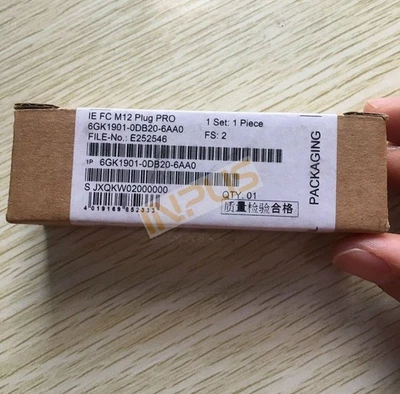 IE FC M12 Plug PRO
6GK1901-0DB20-6AA0
FILE-No.: E252546
1 Set: 1 Piece
FS: 2
1P 6GK1901-0DB20-6AA0
S JXQKW02000000
QTY. 01
质量检验合格
PACKAGING
INPUS